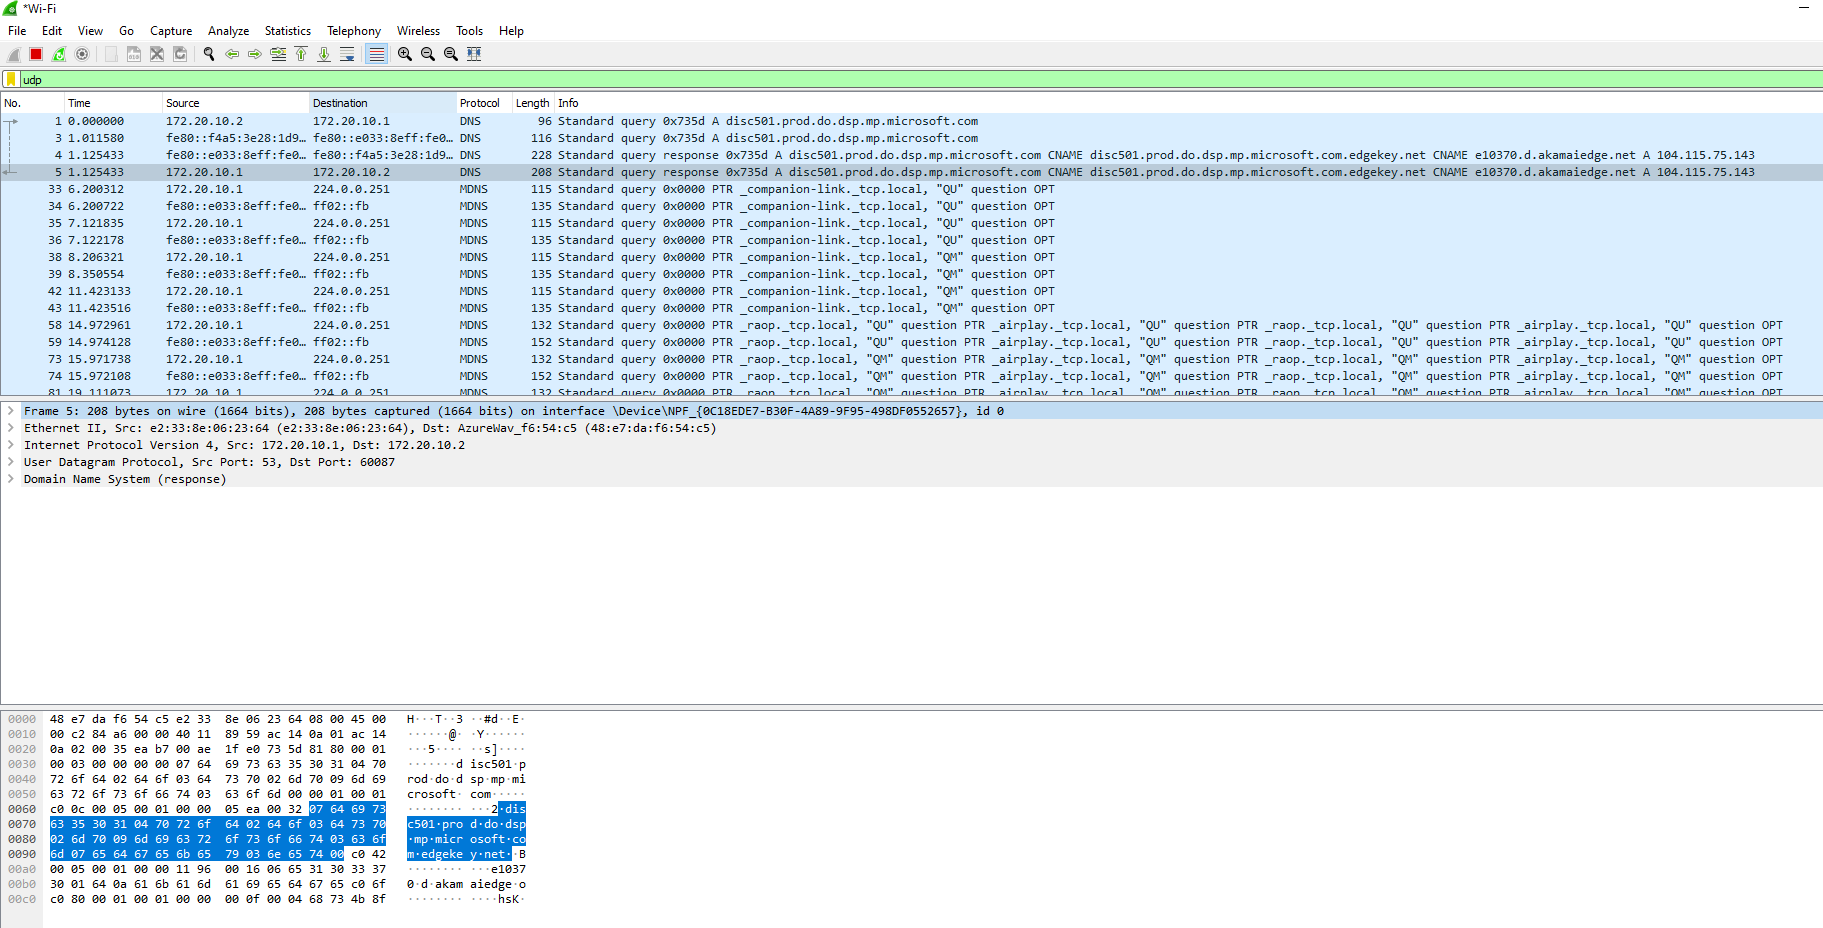 *Wi-Fi
File Edit View Go Capture Analyze Statistics Telephony Wireless Tools Help
udp
No. Time Source Destination Protocol Length Info
1 0.000000 172.20.10.2 172.20.10.1 DNS 96 Standard query 0x735d A disc501.prod.do.dsp.mp.microsoft.com
3 1.011580 fe80::f4a5:3e28:1d9… fe80::e033:8eff:fe0… DNS 116 Standard query 0x735d A disc501.prod.do.dsp.mp.microsoft.com
4 1.125433 fe80::e033:8eff:fe0… fe80::f4a5:3e28:1d9… DNS 228 Standard query response 0x735d A disc501.prod.do.dsp.mp.microsoft.com CNAME disc501.prod.do.dsp.mp.microsoft.com.edgekey.net CNAME e10370.d.akamaiedge.net A 104.115.75.143
5 1.125433 172.20.10.1 172.20.10.2 DNS 208 Standard query response 0x735d A disc501.prod.do.dsp.mp.microsoft.com CNAME disc501.prod.do.dsp.mp.microsoft.com.edgekey.net CNAME e10370.d.akamaiedge.net A 104.115.75.143
33 6.200312 172.20.10.1 224.0.0.251 MDNS 115 Standard query 0x0000 PTR _companion-link._tcp.local, "QU" question OPT
34 6.200722 fe80::e033:8eff:fe0… ff02::fb MDNS 135 Standard query 0x0000 PTR _companion-link._tcp.local, "QU" question OPT
35 7.121835 172.20.10.1 224.0.0.251 MDNS 115 Standard query 0x0000 PTR _companion-link._tcp.local, "QU" question OPT
36 7.122178 fe80::e033:8eff:fe0… ff02::fb MDNS 135 Standard query 0x0000 PTR _companion-link._tcp.local, "QU" question OPT
38 8.206321 172.20.10.1 224.0.0.251 MDNS 115 Standard query 0x0000 PTR _companion-link._tcp.local, "QM" question OPT
39 8.350554 fe80::e033:8eff:fe0… ff02::fb MDNS 135 Standard query 0x0000 PTR _companion-link._tcp.local, "QM" question OPT
42 11.423133 172.20.10.1 224.0.0.251 MDNS 115 Standard query 0x0000 PTR _companion-link._tcp.local, "QM" question OPT
43 11.423516 fe80::e033:8eff:fe0… ff02::fb MDNS 135 Standard query 0x0000 PTR _companion-link._tcp.local, "QM" question OPT
58 14.972961 172.20.10.1 224.0.0.251 MDNS 132 Standard query 0x0000 PTR _raop._tcp.local, "QU" question PTR _airplay._tcp.local, "QU" question PTR _raop._tcp.local, "QU" question PTR _airplay._tcp.local, "QU" question OPT
59 14.974128 fe80::e033:8eff:fe0… ff02::fb MDNS 152 Standard query 0x0000 PTR _raop._tcp.local, "QU" question PTR _airplay._tcp.local, "QU" question PTR _raop._tcp.local, "QU" question PTR _airplay._tcp.local, "QU" question OPT
73 15.971738 172.20.10.1 224.0.0.251 MDNS 132 Standard query 0x0000 PTR _raop._tcp.local, "QM" question PTR _airplay._tcp.local, "QM" question PTR _raop._tcp.local, "QM" question PTR _airplay._tcp.local, "QM" question OPT
74 15.972108 fe80::e033:8eff:fe0… ff02::fb MDNS 152 Standard query 0x0000 PTR _raop._tcp.local, "QM" question PTR _airplay._tcp.local, "QM" question PTR _raop._tcp.local, "QM" question PTR _airplay._tcp.local, "QM" question OPT
81 19.111073 172.20.10.1 224.0.0.251 MDNS 132 Standard query 0x0000 PTR _raop._tcp.local, "QM" question PTR _airplay._tcp.local, "QM" question PTR _raop._tcp.local, "QM" question PTR _airplay._tcp.local, "QM" question OPT
Frame 5: 208 bytes on wire (1664 bits), 208 bytes captured (1664 bits) on interface \Device\NPF_{0C18EDE7-B30F-4A89-9F95-498DF0552657}, id 0
Ethernet II, Src: e2:33:8e:06:23:64 (e2:33:8e:06:23:64), Dst: AzureWav_f6:54:c5 (48:e7:da:f6:54:c5)
Internet Protocol Version 4, Src: 172.20.10.1, Dst: 172.20.10.2
User Datagram Protocol, Src Port: 53, Dst Port: 60087
Domain Name System (response)
0000 48 e7 da f6 54 c5 e2 33 8e 06 23 64 08 00 45 00 H···T··3 ··#d··E·
0010 00 c2 84 a6 00 00 40 11 89 59 ac 14 0a 01 ac 14 ······@· ·Y······
0020 0a 02 00 35 ea b7 00 ae 1f e0 73 5d 81 80 00 01 ···5···· ··s]····
0030 00 03 00 00 00 00 07 64 69 73 63 35 30 31 04 70 ·······d isc501·p
0040 72 6f 64 02 64 6f 03 64 73 70 02 6d 70 09 6d 69 rod·do·d sp·mp·mi
0050 63 72 6f 73 6f 66 74 03 63 6f 6d 00 00 01 00 01 crosoft· com·····
0060 c0 0c 00 05 00 01 00 00 05 ea 00 32 07 64 69 73 ········ ···2·dis
0070 63 35 30 31 04 70 72 6f 64 02 64 6f 03 64 73 70 c501·pro d·do·dsp
0080 02 6d 70 09 6d 69 63 72 6f 73 6f 66 74 03 63 6f ·mp·micr osoft·co
0090 6d 07 65 64 67 65 6b 65 79 03 6e 65 74 00 c0 42 m·edgeke y·net··B
00a0 00 05 00 01 00 00 11 96 00 16 06 65 31 30 33 37 ········ ···e1037
00b0 30 01 64 0a 61 6b 61 6d 61 69 65 64 67 65 c0 6f 0·d·akam aiedge·o
00c0 c0 80 00 01 00 01 00 00 00 0f 00 04 68 73 4b 8f ········ ····hsK·